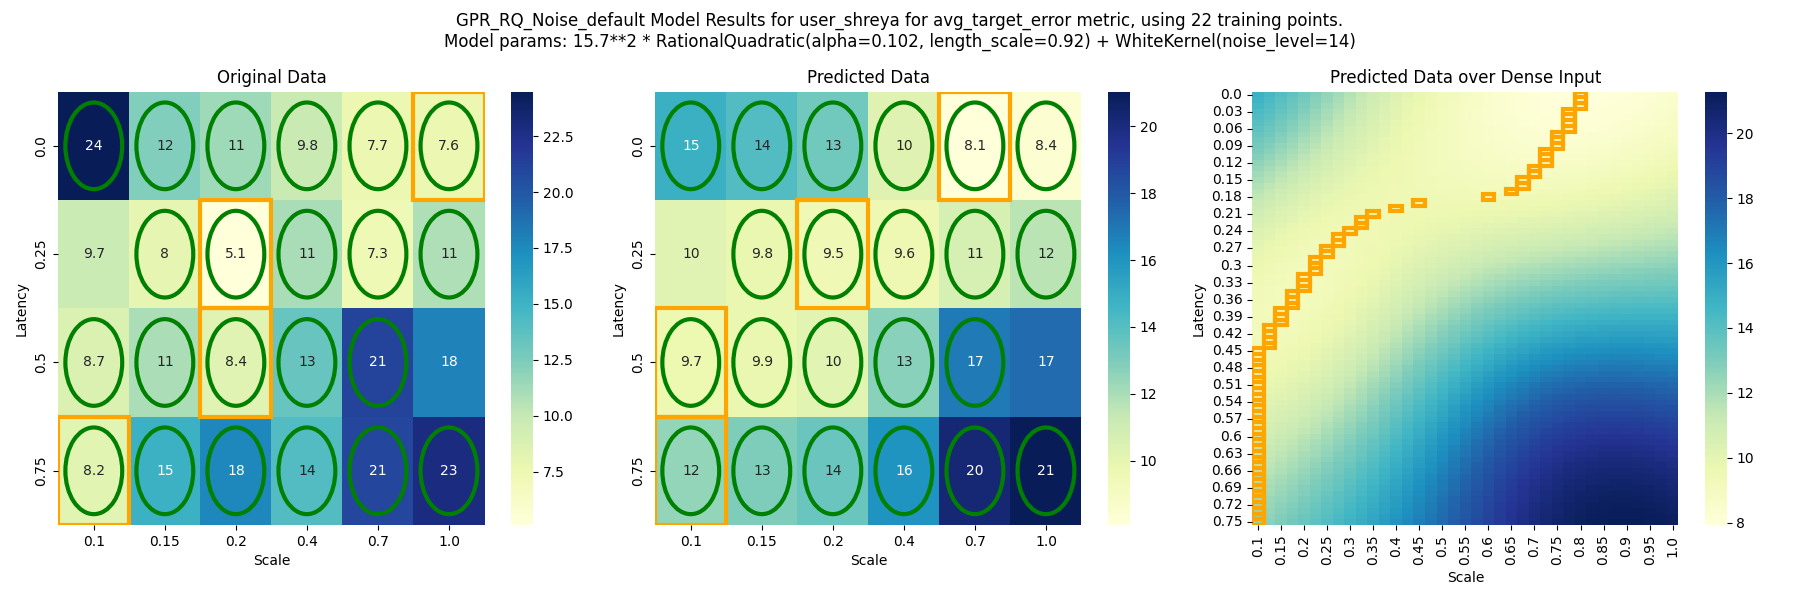 GPR_RQ_Noise_default Model Results for user_shreya for avg_target_error metric, using 22 training points.
Model params: 15.7**2 * RationalQuadratic(alpha=0.102, length_scale=0.92) + WhiteKernel(noise_level=14)
Original Data
Latency
0.0 24 12 11 9.8 7.7 7.6
0.25 9.7 8 5.1 11 7.3 11
0.5 8.7 11 8.4 13 21 18
0.75 8.2 15 18 14 21 23
0.1 0.15 0.2 0.4 0.7 1.0
Scale
22.5
20.0
17.5
15.0
12.5
10.0
7.5
Predicted Data
Latency
0.0 15 14 13 10 8.1 8.4
0.25 10 9.8 9.5 9.6 11 12
0.5 9.7 9.9 10 13 17 17
0.75 12 13 14 16 20 21
0.1 0.15 0.2 0.4 0.7 1.0
Scale
20
18
16
14
12
10
Predicted Data over Dense Input
Latency
0.0
0.03
0.06
0.09
0.12
0.15
0.18
0.21
0.24
0.27
0.3
0.33
0.36
0.39
0.42
0.45
0.48
0.51
0.54
0.57
0.6
0.63
0.66
0.69
0.72
0.75
0.1 0.15 0.2 0.25 0.3 0.35 0.4 0.45 0.5 0.55 0.6 0.65 0.7 0.75 0.8 0.85 0.9 0.95 1.0
Scale
20
18
16
14
12
10
8